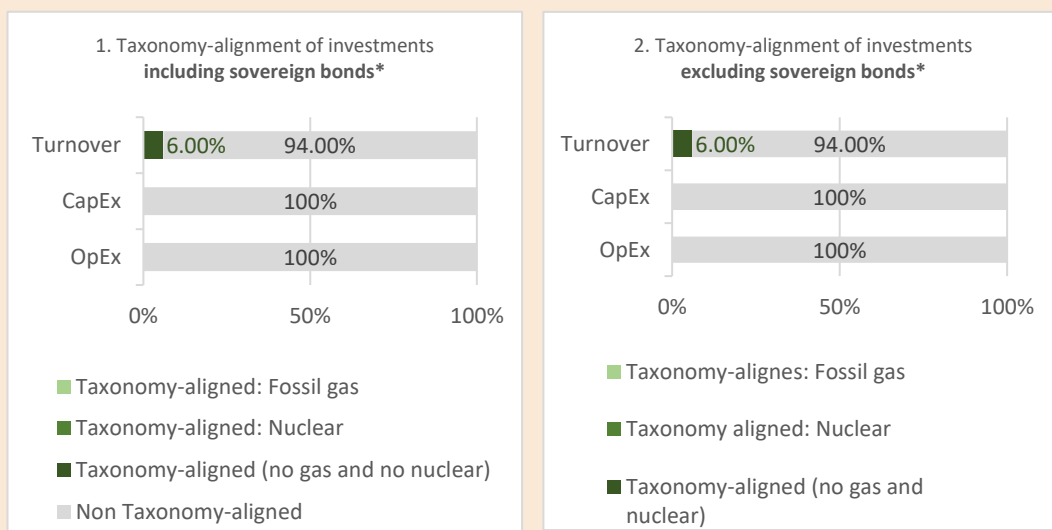 1. Taxonomy-alignment of investments
including sovereign bonds*
Turnover 6.00% 94.00%
CapEx 100%
OpEx 100%
0% 50% 100%
Taxonomy-aligned: Fossil gas
Taxonomy-aligned: Nuclear
Taxonomy-aligned (no gas and no nuclear)
Non Taxonomy-aligned
2. Taxonomy-alignment of investments
excluding sovereign bonds*
Turnover 6.00% 94.00%
CapEx 100%
OpEx 100%
0% 50% 100%
Taxonomy-alignes: Fossil gas
Taxonomy aligned: Nuclear
Taxonomy-aligned (no gas and
nuclear)